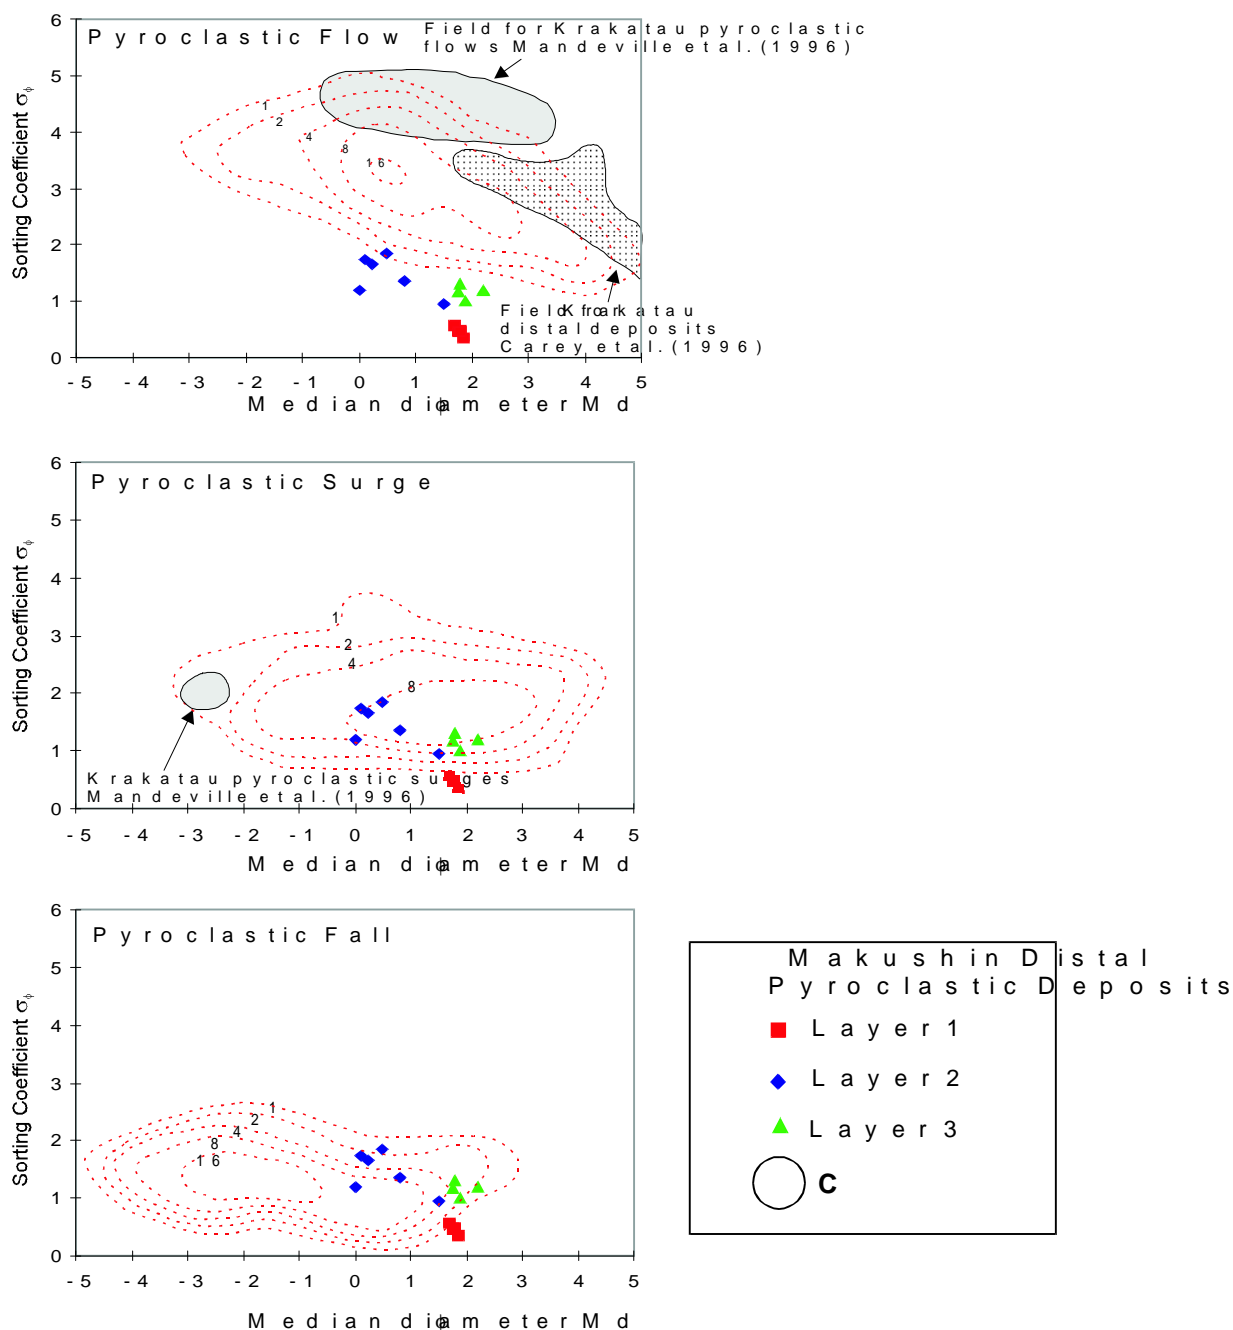 Pyroclastic Flow
Field for Krakatau pyroclastic
flows Mandeville et al. (1996)
6
5
4
3
2
1
0
Sorting Coefficient σφ
1
2
4
8
16
Field for Krakatau
distal deposits
Carey et al. (1996)
-5 -4 -3 -2 -1 0 1 2 3 4 5
Median diameter Mdφ
Pyroclastic Surge
6
5
4
3
2
1
0
Sorting Coefficient σφ
1
2
4
8
Krakatau pyroclastic surges
Mandeville et al. (1996)
-5 -4 -3 -2 -1 0 1 2 3 4 5
Median diameter Mdφ
Pyroclastic Fall
6
5
4
3
2
1
0
Sorting Coefficient σφ
1
2
4
8
16
-5 -4 -3 -2 -1 0 1 2 3 4 5
Median diameter Mdφ
Makushin Distal
Pyroclastic Deposits
Layer 1
Layer 2
Layer 3
C